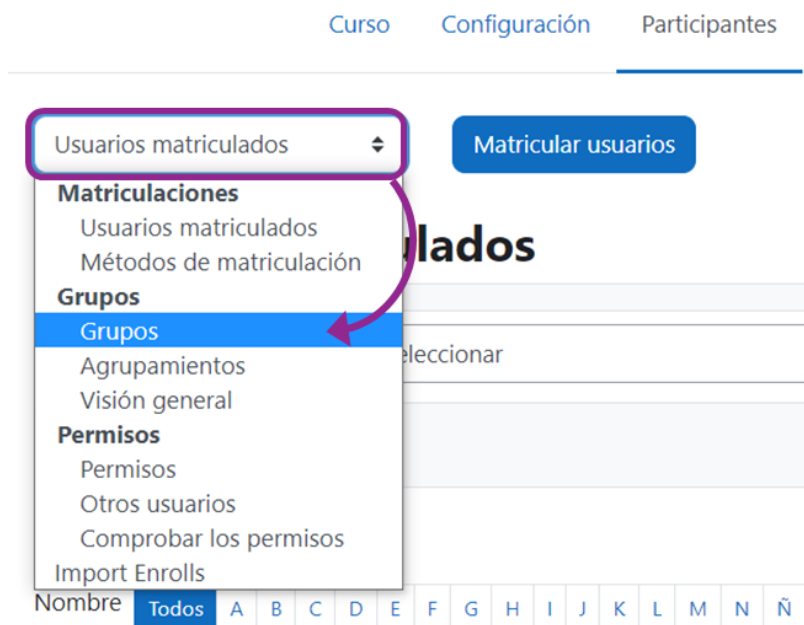 Curso Configuración Participantes
Usuarios matriculados Matricular usuarios
Matriculaciones
Usuarios matriculados
Métodos de matriculación
lados
Grupos
Grupos
eleccionar
Agrupamientos
Visión general
Permisos
Permisos
Otros usuarios
Comprobar los permisos
Import Enrolls
Nombre Todos A B C D E F G H I J K L M N Ñ